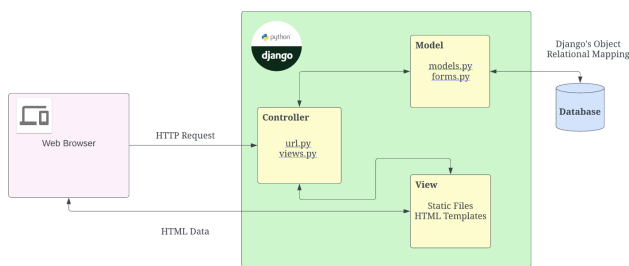 python
django
Model
models.py
forms.py
Django's Object
Relational Mapping
Database
Controller
url.py
views.py
HTTP Request
Web Browser
View
Static Files
HTML Templates
HTML Data